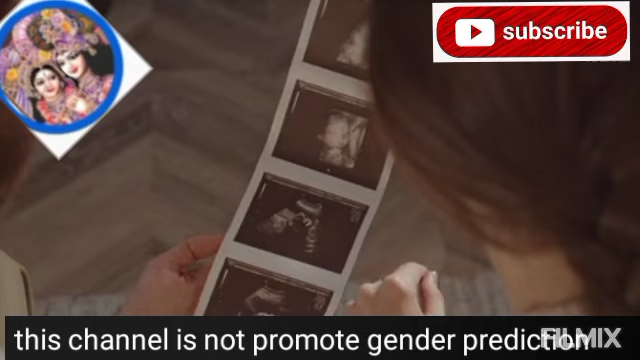 subscribe
this channel is not promote gender prediction
FILMIX